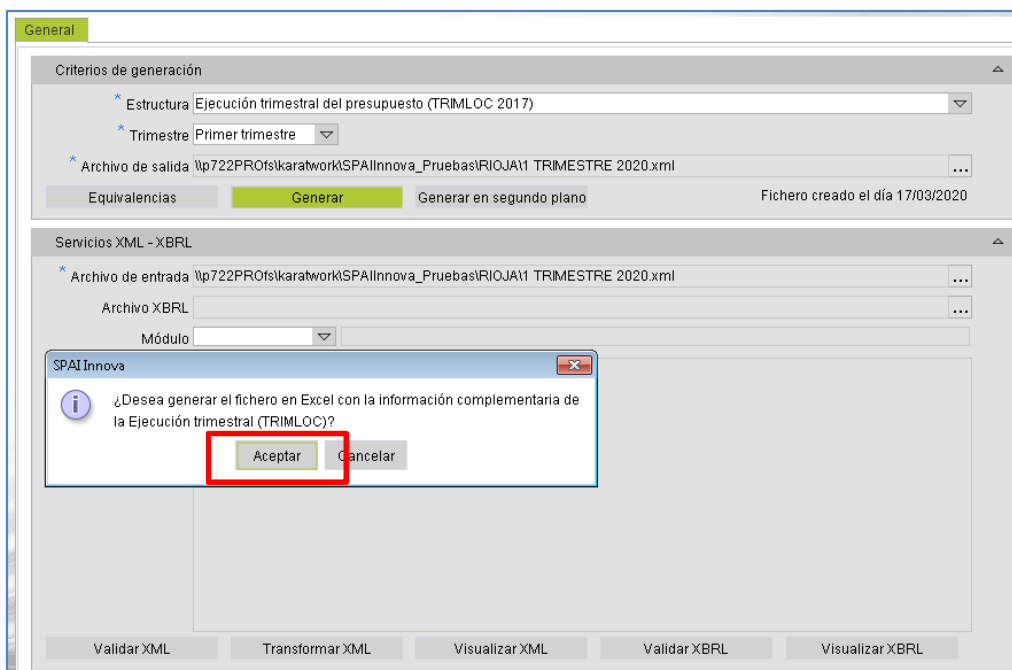 General
Criterios de generación
* Estructura Ejecución trimestral del presupuesto (TRIMLOC 2017)
* Trimestre Primer trimestre
* Archivo de salida \\p722PROfs\karatwork\SPAIInnova_Pruebas\RIOJA\1 TRIMESTRE 2020.xml ...
Equivalencias Generar Generar en segundo plano Fichero creado el día 17/03/2020
Servicios XML - XBRL
* Archivo de entrada \\p722PROfs\karatwork\SPAIInnova_Pruebas\RIOJA\1 TRIMESTRE 2020.xml ...
Archivo XBRL ...
Módulo
SPAI Innova
¿Desea generar el fichero en Excel con la información complementaria de
la Ejecución trimestral (TRIMLOC)?
Aceptar Cancelar
Validar XML Transformar XML Visualizar XML Validar XBRL Visualizar XBRL